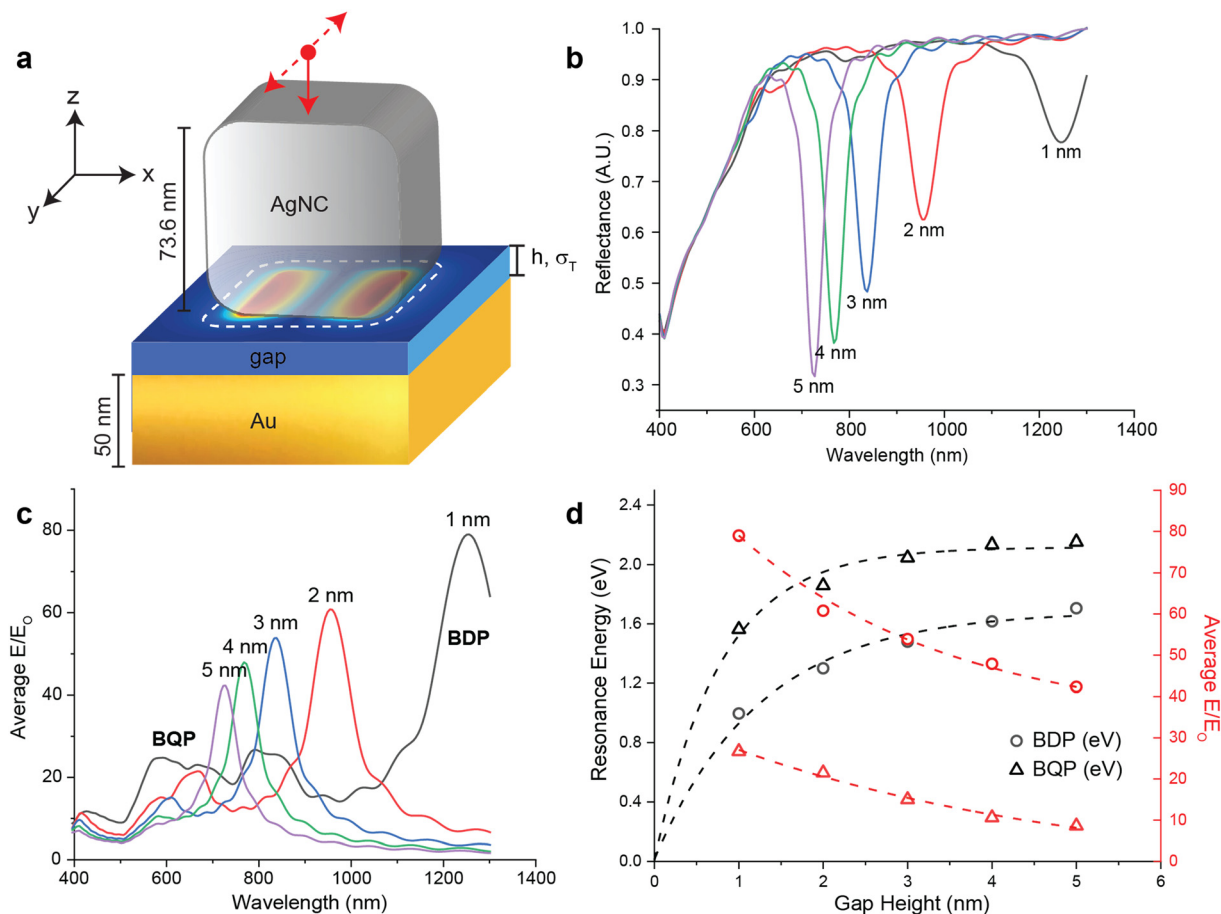 a
z
x
y
73.6 nm
AgNC
h, σT
gap
Au
50 nm
b
Reflectance (A.U.)
1.0
0.9
0.8
0.7
0.6
0.5
0.4
0.3
1 nm
2 nm
3 nm
4 nm
5 nm
400 600 800 1000 1200 1400
Wavelength (nm)
c
Average E/EO
80
60
40
20
0
1 nm
2 nm
3 nm
4 nm
5 nm
BDP
BQP
400 600 800 1000 1200 1400
Wavelength (nm)
d
Resonance Energy (eV)
2.4
2.0
1.6
1.2
0.8
0.4
0.0
BDP (eV)
BQP (eV)
90
80
70
60
50
40
30
20
10
0
Average E/EO
0 1 2 3 4 5 6
Gap Height (nm)